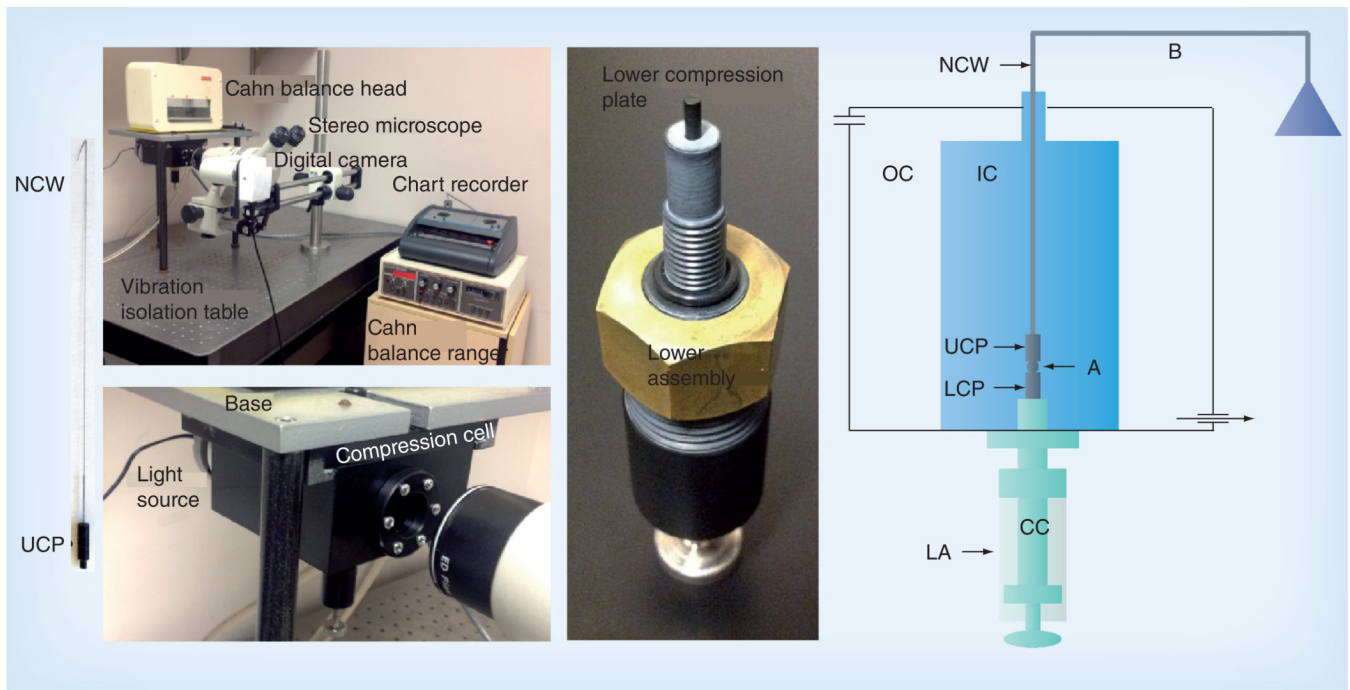 NCW
UCP
Cahn balance head
Stereo microscope
Digital camera
Chart recorder
Vibration
isolation table
Cahn
balance ranger
Base
Compression cell
Light
source
ED
Lower compression
plate
Lower
assembly
NCW
B
OC
IC
UCP
A
LCP
CC
LA